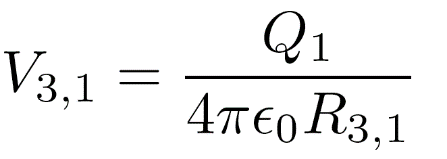 V_{3,1} = \frac{Q_1}{4\pi\epsilon_0 R_{3,1}}